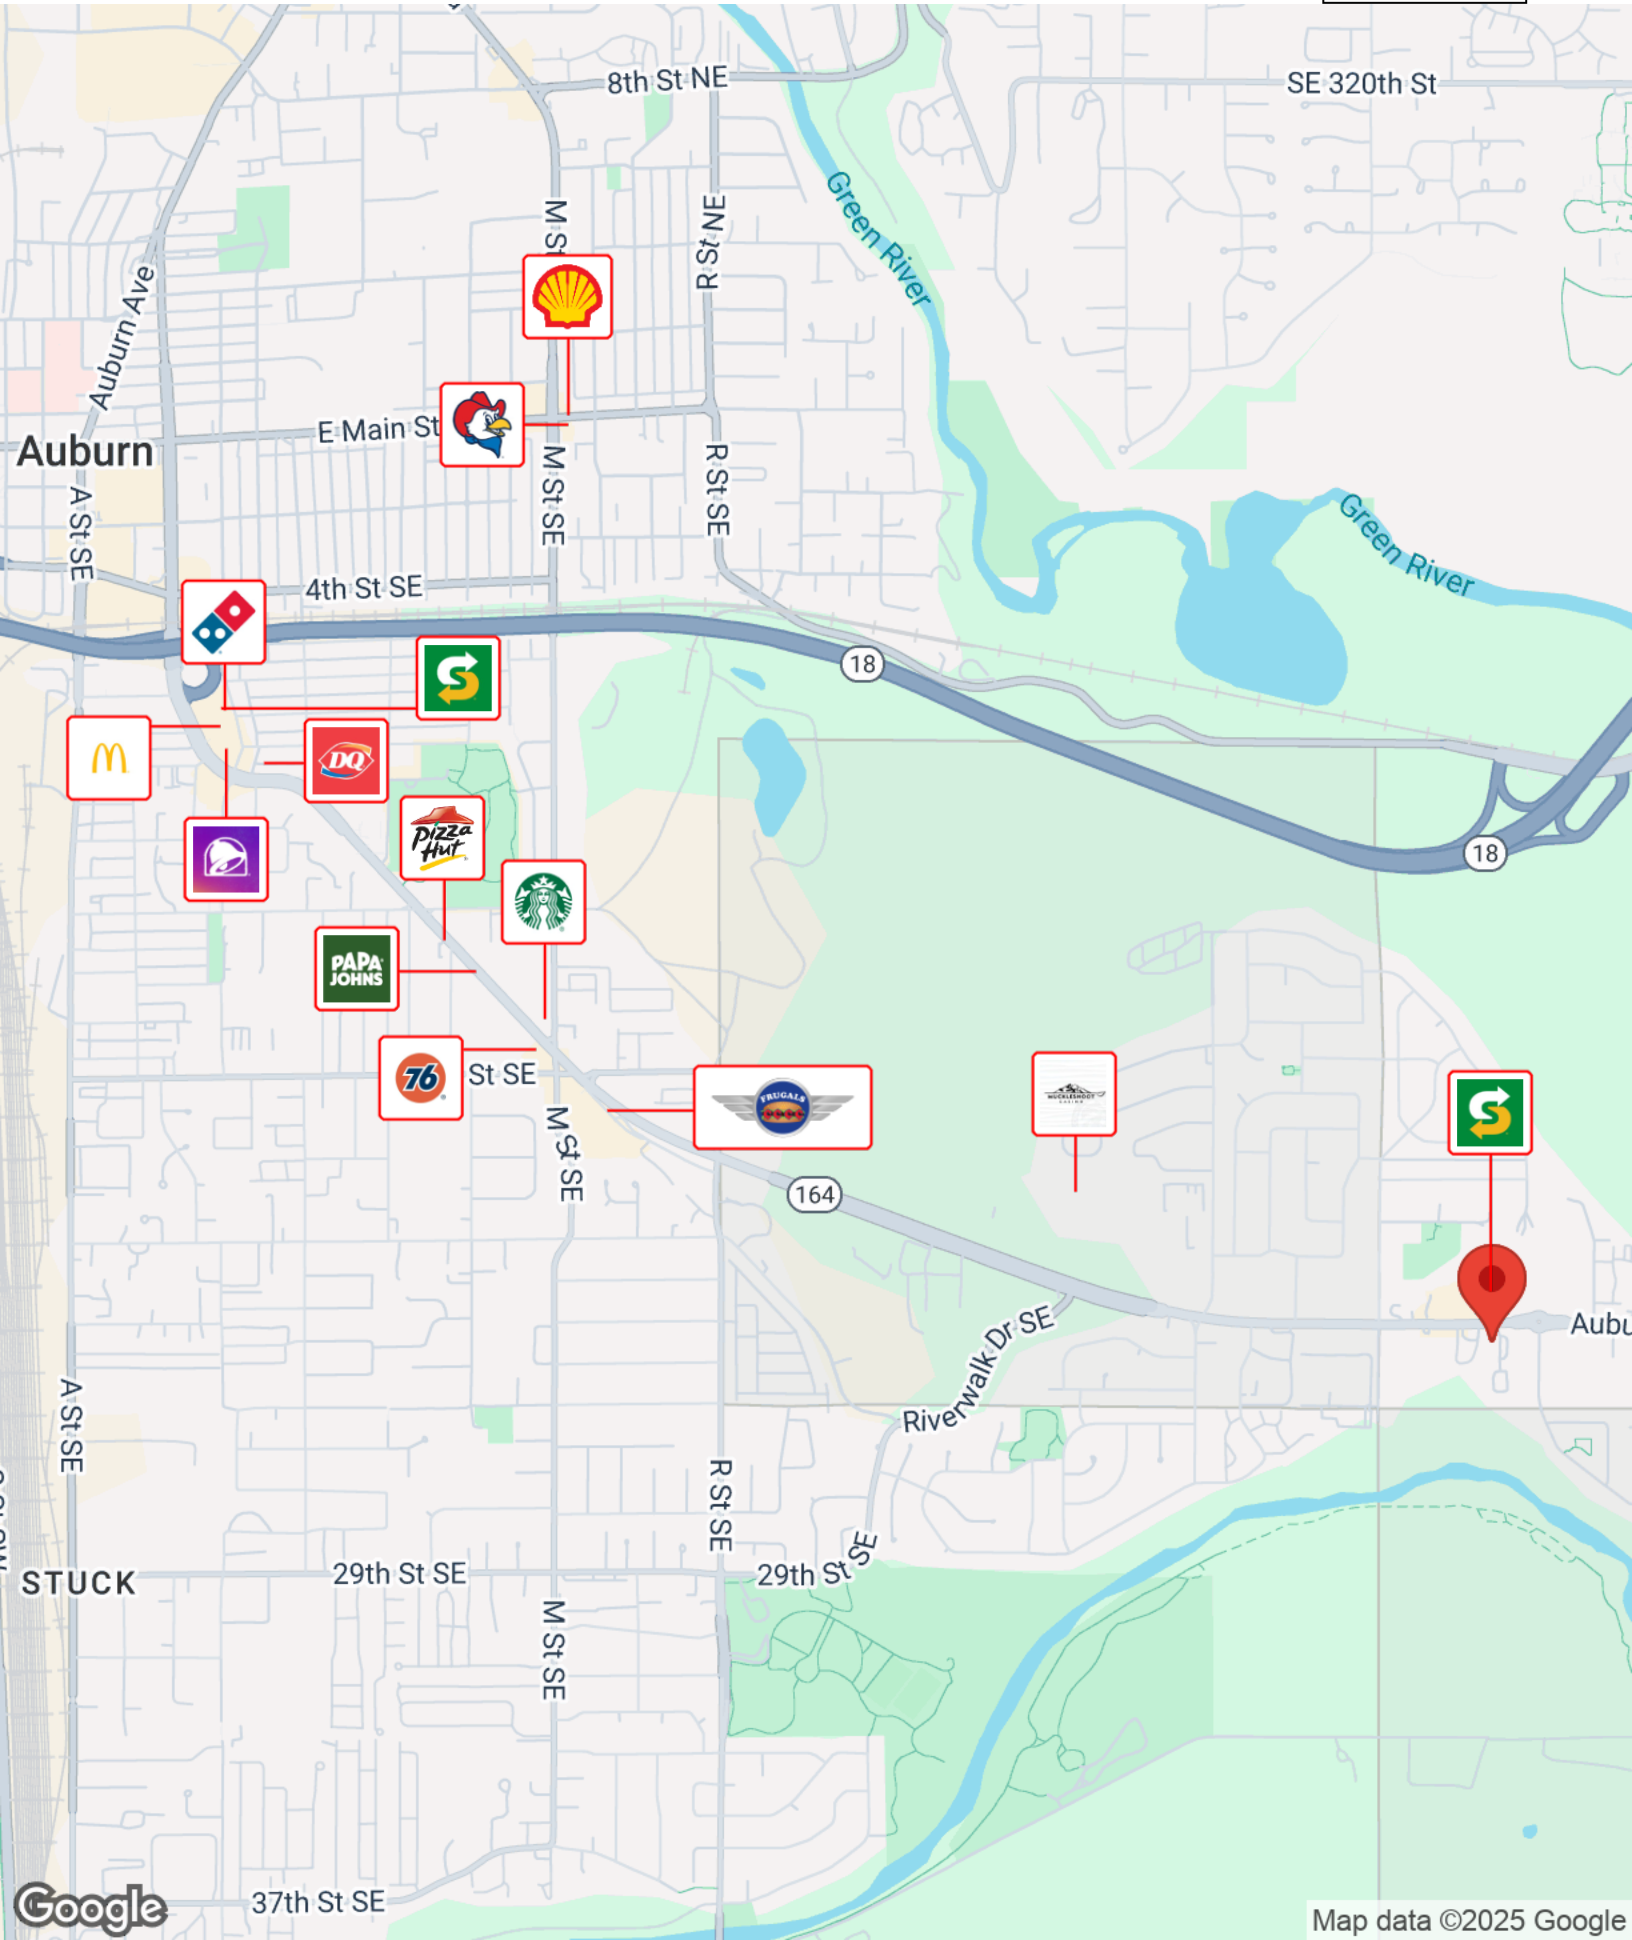 8th St NE
SE 320th St
Green River
M St
R St NE
Auburn Ave
E Main St
Auburn
A St SE
M St SE
R St SE
Green River
4th St SE
18
DQ
Pizza
Hut
18
PAPA
JOHNS
76
St SE
FRUGALS
MUCKLESHOOT
CASINO
M St SE
164
Aubu
Riverwalk Dr SE
A St SE
R St SE
29th St SE
29th St SE
STUCK
M St SE
37th St SE
Google
Map data ©2025 Google